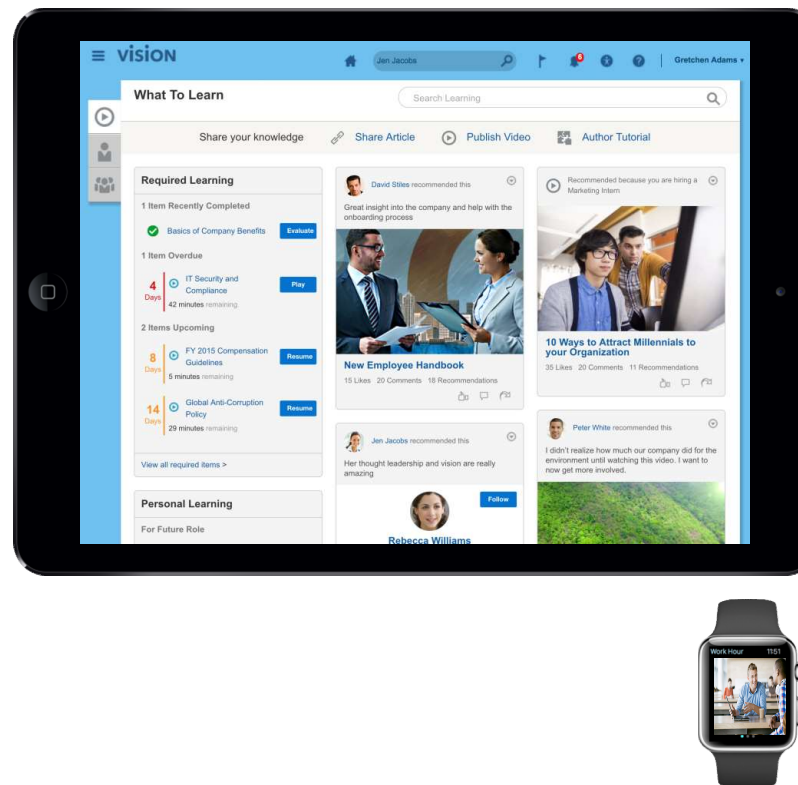 VISION
Jen Jacobs
6
Gretchen Adams
What To Learn
Search Learning
Share your knowledge
Share Article
Publish Video
Author Tutorial
Required Learning
1 Item Recently Completed
Basics of Company Benefits
Evaluate
1 Item Overdue
4
Days
IT Security and
Compliance
Play
42 minutes remaining
2 Items Upcoming
8
Days
FY 2015 Compensation
Guidelines
Resume
5 minutes remaining
14
Days
Global Anti-Corruption
Policy
Resume
29 minutes remaining
View all required items >
Personal Learning
For Future Role
David Stiles recommended this
Great insight into the company and help with the
onboarding process
New Employee Handbook
15 Likes 20 Comments 18 Recommendations
Jen Jacobs recommended this
Her thought leadership and vision are really
amazing
Follow
Rebecca Williams
Recommended because you are hiring a
Marketing Intern
10 Ways to Attract Millennials to
your Organization
35 Likes 20 Comments 11 Recommendations
Peter White recommended this
I didn't realize how much our company did for the
environment until watching this video. I want to
now get more involved.
Work Hour 11:51